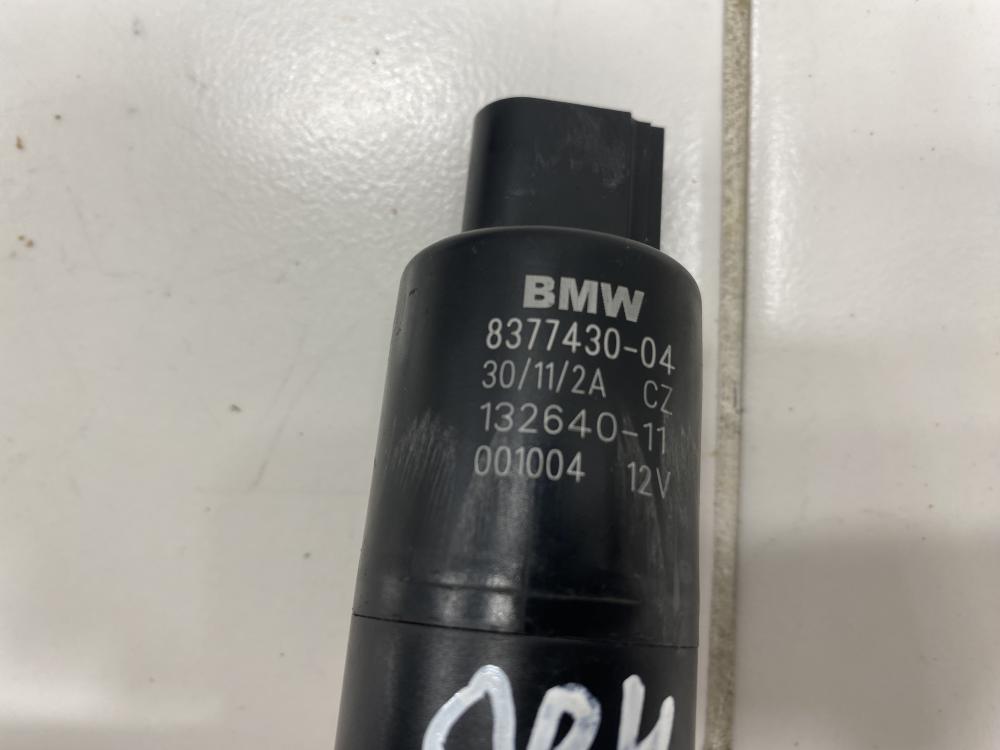 BMW
8377430-04
30/11/2A CZ
132640-11
001004 12V